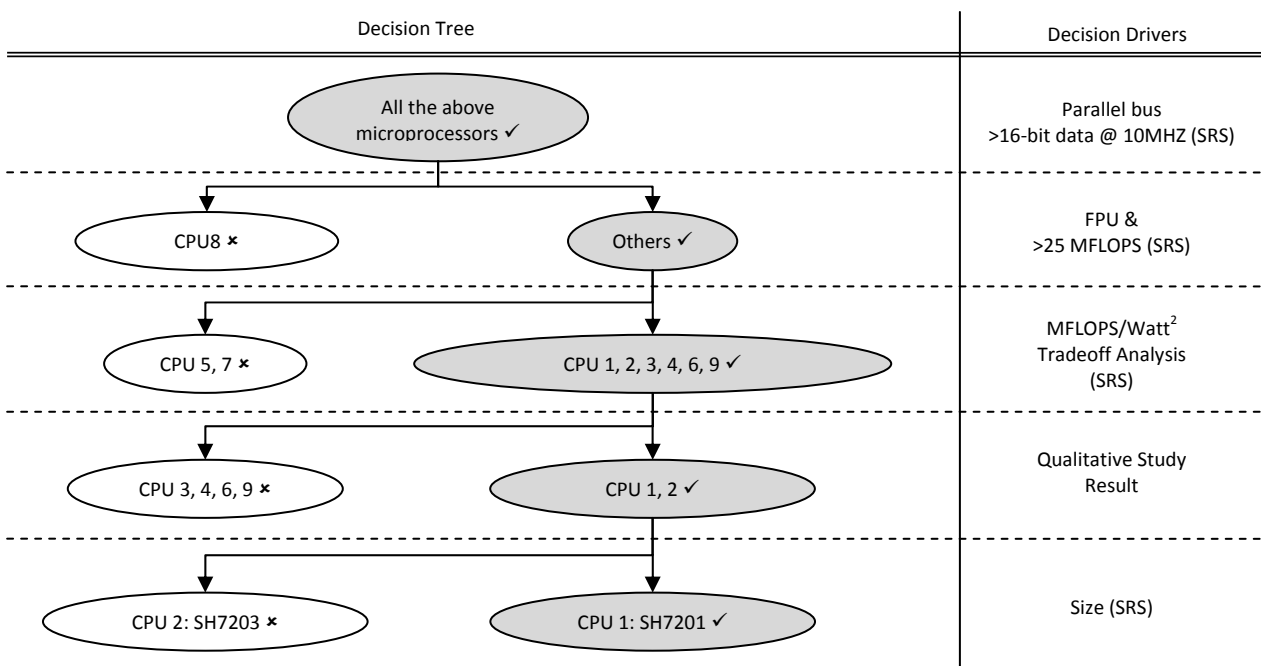 Decision Tree
Decision Drivers
All the above
microprocessors ✓
Parallel bus
>16-bit data @ 10MHZ (SRS)
CPU8 ×
Others ✓
FPU &
>25 MFLOPS (SRS)
CPU 5, 7 ×
CPU 1, 2, 3, 4, 6, 9 ✓
MFLOPS/Watt²
Tradeoff Analysis
(SRS)
CPU 3, 4, 6, 9 ×
CPU 1, 2 ✓
Qualitative Study
Result
CPU 2: SH7203 ×
CPU 1: SH7201 ✓
Size (SRS)